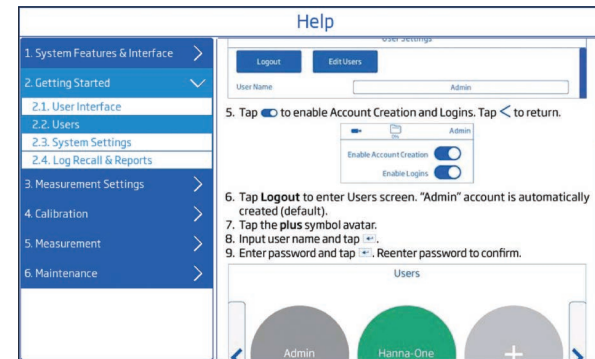 Help
1. System Features & Interface
2. Getting Started
2.1. User Interface
2.2. Users
2.3. System Settings
2.4. Log Recall & Reports
3. Measurement Settings
4. Calibration
5. Measurement
6. Maintenance
User Settings
Logout Edit Users
User Name Admin
5. Tap to enable Account Creation and Logins. Tap < to return.
Admin
Enable Account Creation
Enable Logins
6. Tap Logout to enter Users screen. "Admin" account is automatically
created (default).
7. Tap the plus symbol avatar.
8. Input user name and tap .
9. Enter password and tap . Reenter password to confirm.
Users
Admin Hanna-One +